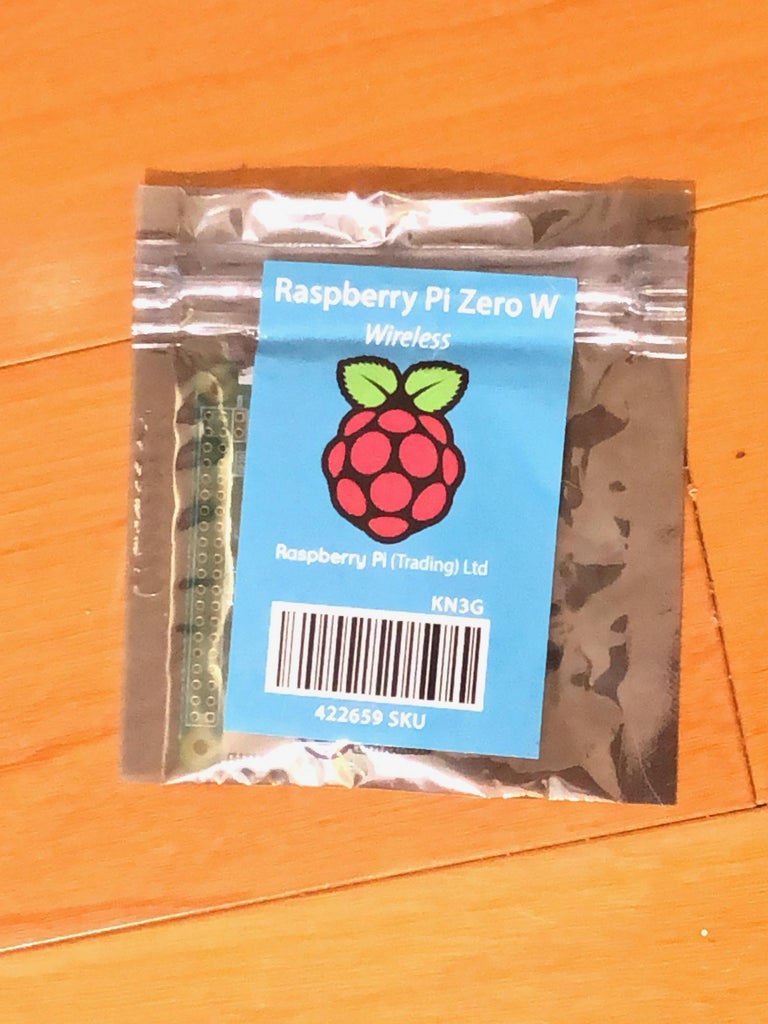 Raspberry Pi Zero W
Wireless
Raspberry Pi (Trading) Ltd
KN3G
422659 SKU